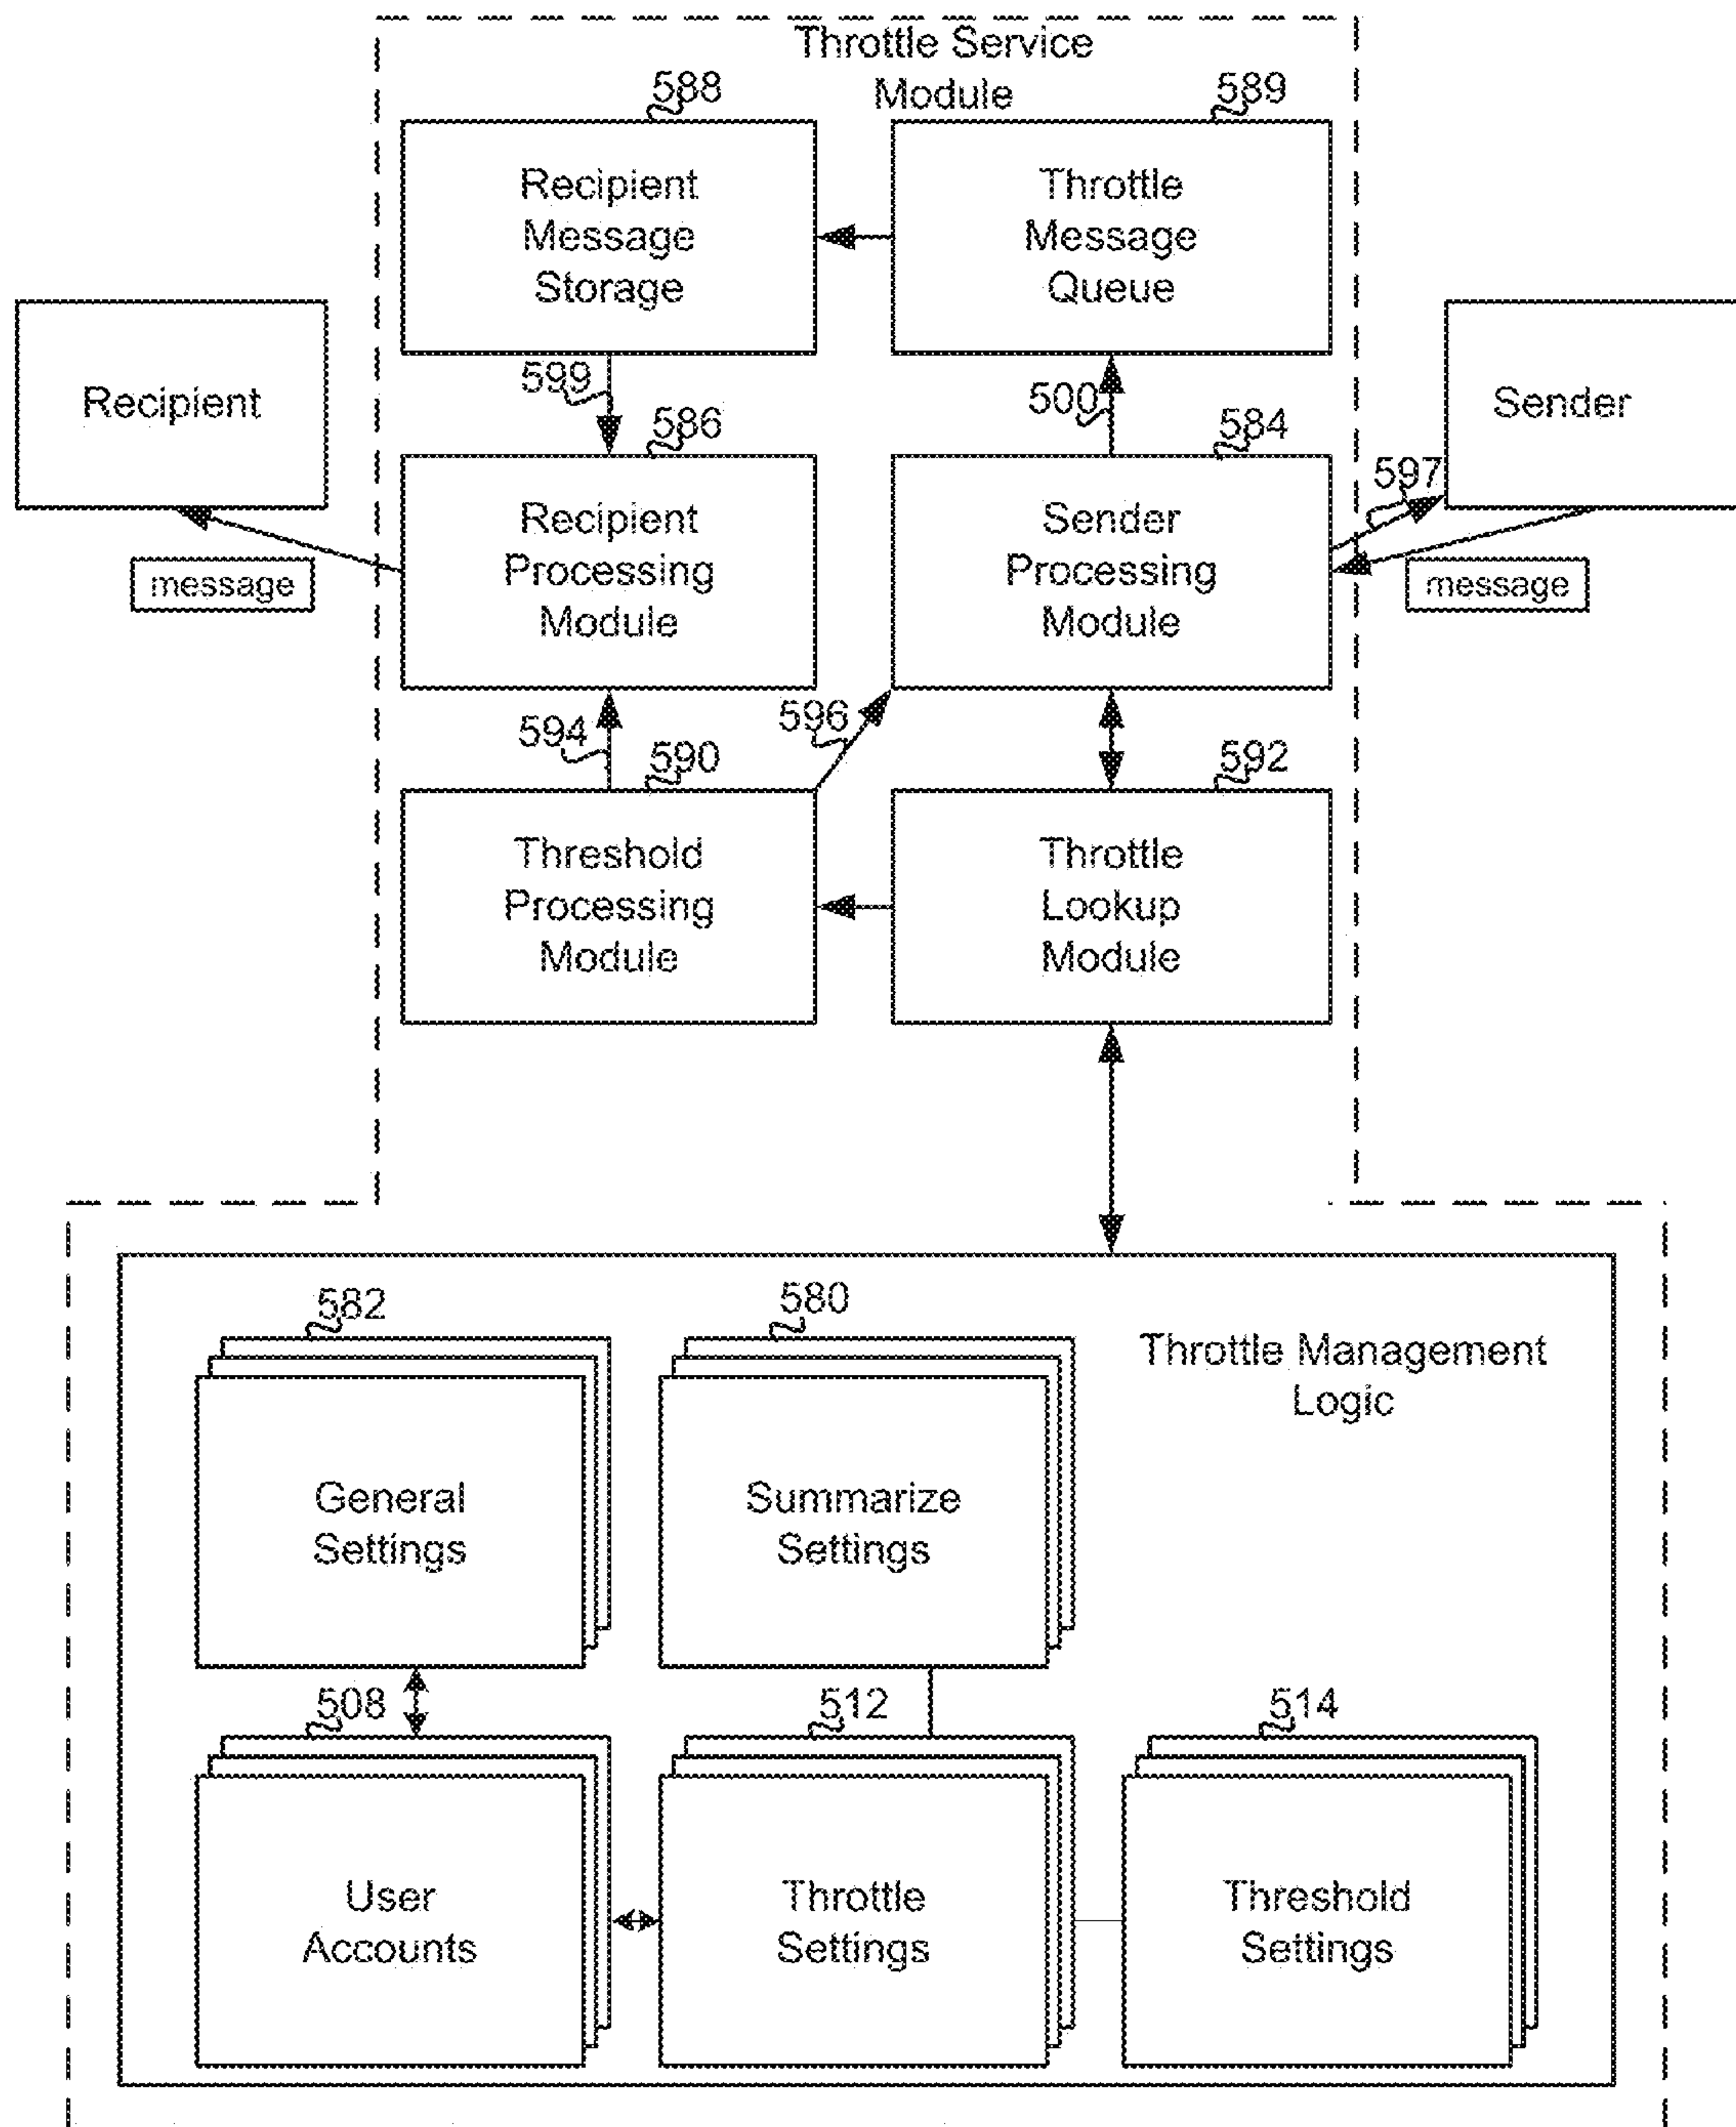 Throttle Service
Module
588
589
Recipient
Message
Storage
Throttle
Message
Queue
Recipient
Sender
599
500
586
584
597
Recipient
Processing
Module
Sender
Processing
Module
message
message
594
596
590
592
Threshold
Processing
Module
Throttle
Lookup
Module
582
580
Throttle Management
Logic
General
Settings
Summarize
Settings
508
512
514
User
Accounts
Throttle
Settings
Threshold
Settings